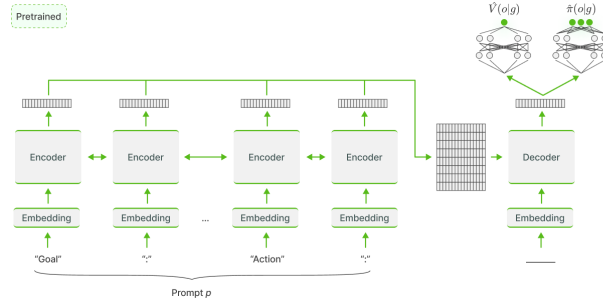 Pretrained
V̂(o|g) π̂(o|g)
Encoder Encoder Encoder Encoder Decoder
Embedding Embedding ... Embedding Embedding Embedding
“Goal” “:” “Action” “:”
Prompt p